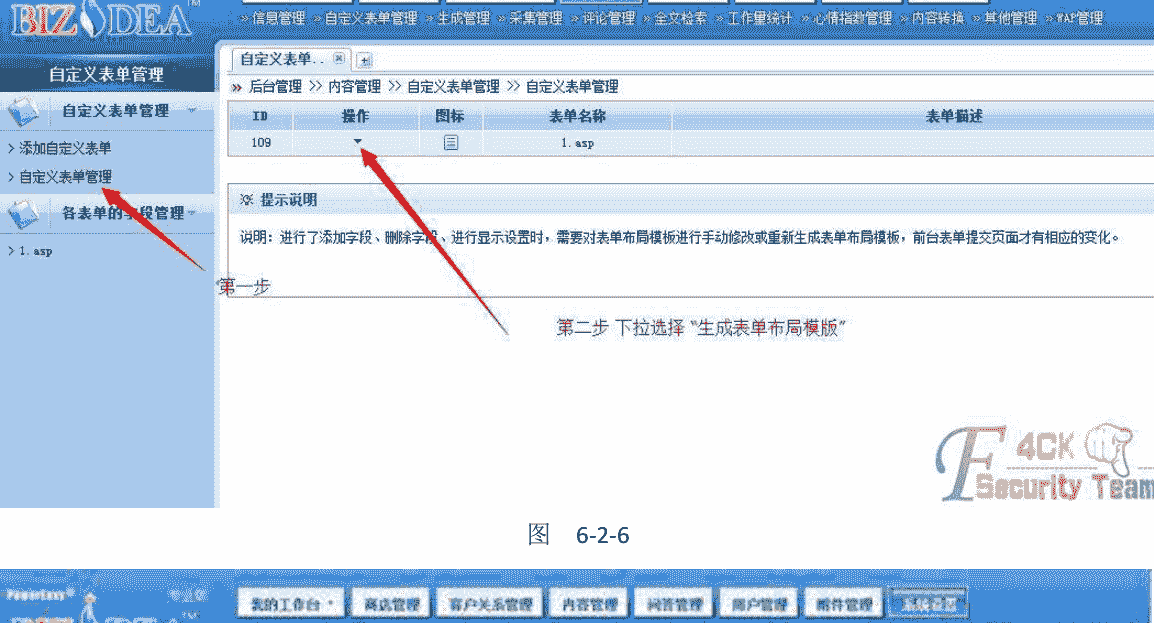 BIZ IDEA TM
»信息管理 »自定义表单管理 »生成管理 »采集管理 »评论管理 »全文检索 »工作量统计 »心情指数管理 »内容转换 »其他管理 »WAP管理
自定义表单管理
自定义表单管理
> 添加自定义表单
> 自定义表单管理
各表单的字段管理
> 1.asp
自定义表单..
» 后台管理 >> 内容管理 >> 自定义表单管理 >> 自定义表单管理
ID 操作 图标 表单名称 表单描述
109 1.asp
提示说明
说明：进行了添加字段、删除字段、进行显示设置时，需要对表单布局模板进行手动修改或重新生成表单布局模板，前台表单提交页面才有相应的变化。
第一步
第二步 下拉选择 “生成表单布局模版”
F4CK
Security Team
图 6-2-6
PowerEasy®
我的工作台 商店管理 客户关系管理 内容管理 问答管理 用户管理 附件管理 系统设置